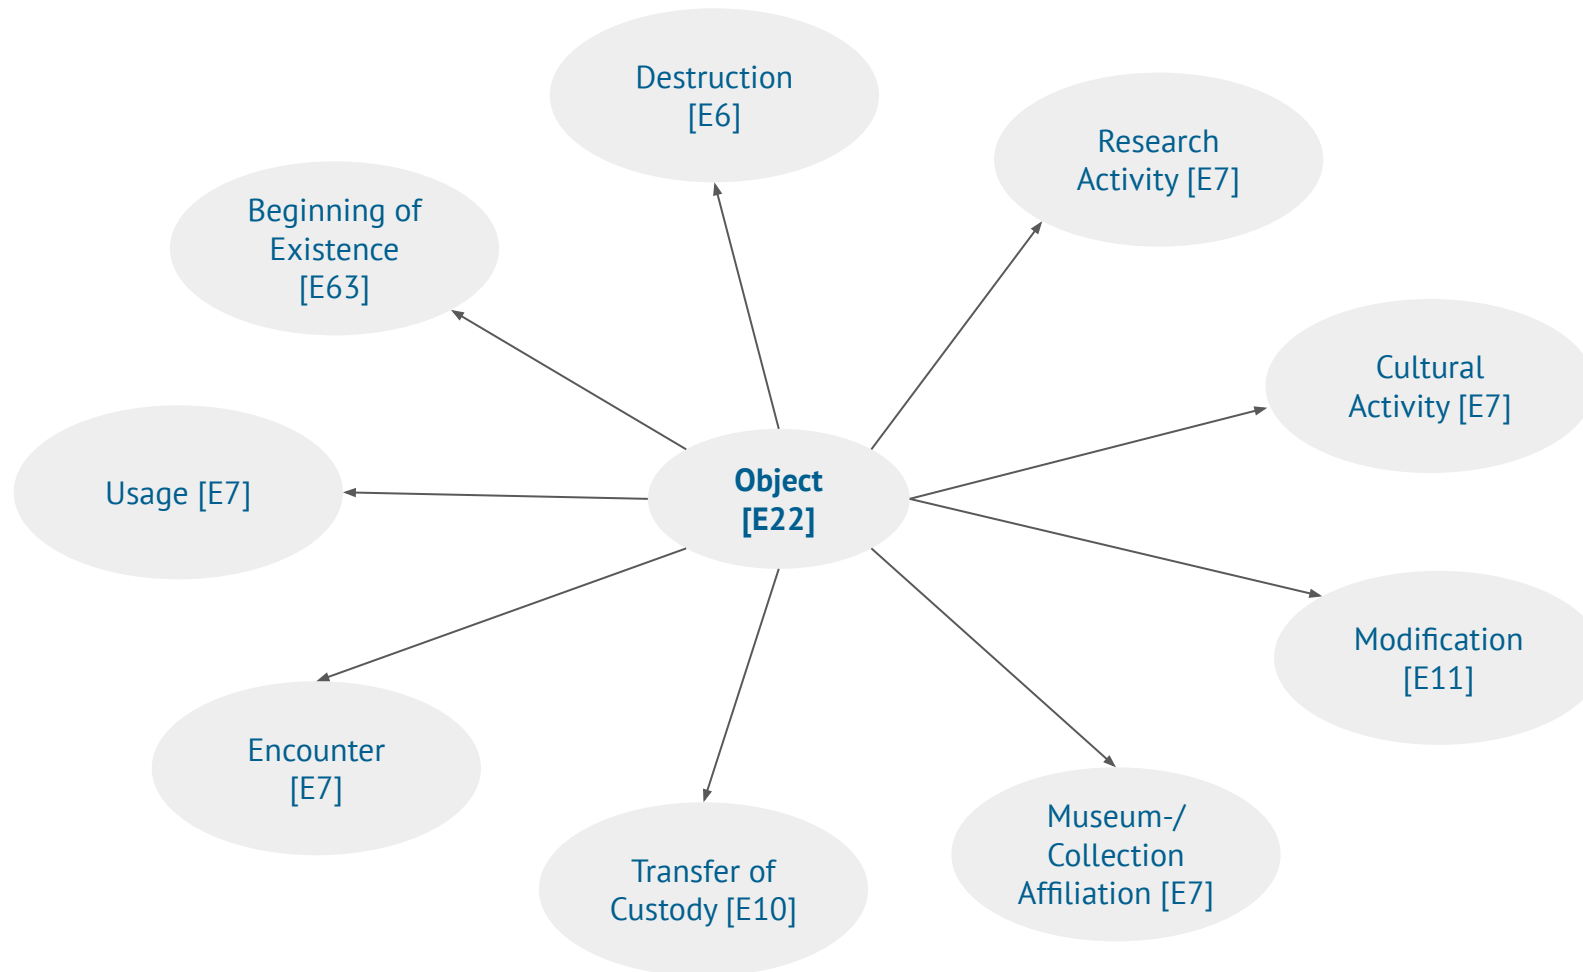 Destruction
[E6]
Research
Activity [E7]
Beginning of
Existence
[E63]
Cultural
Activity [E7]
Usage [E7]
Object
[E22]
Modification
[E11]
Encounter
[E7]
Transfer of
Custody [E10]
Museum-/
Collection
Affiliation [E7]